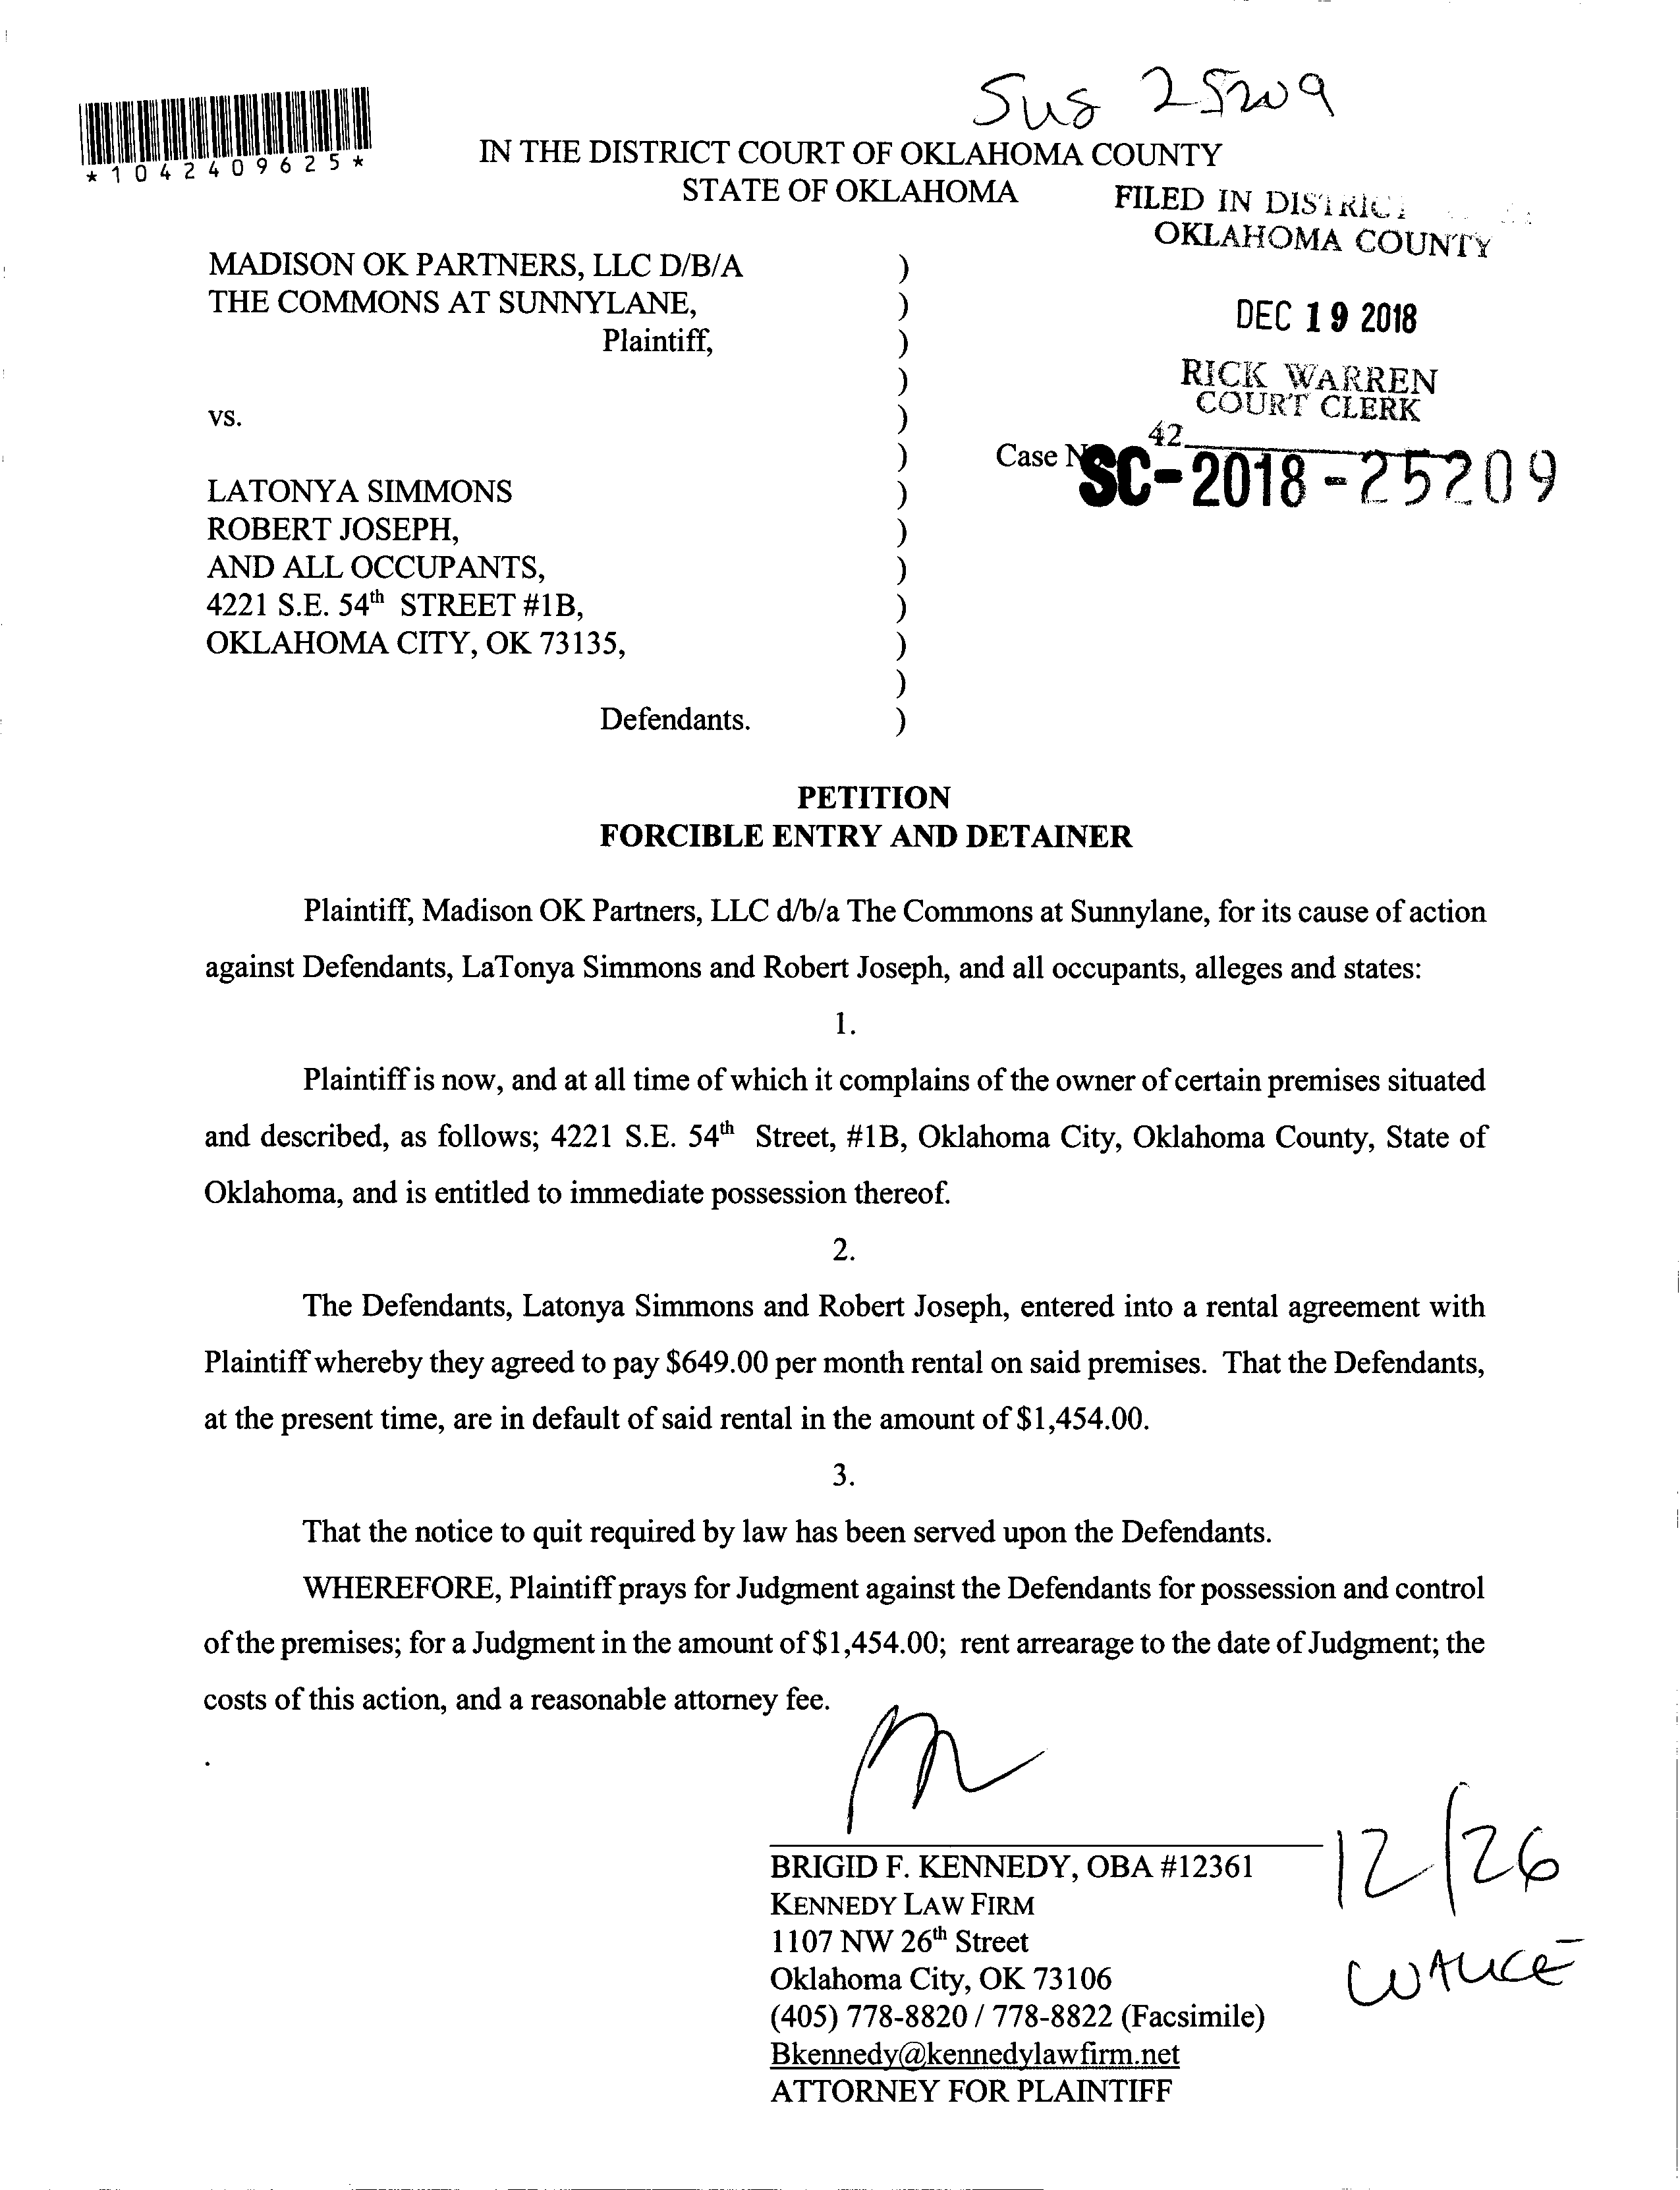 Sus 25209
*1042409625*
IN THE DISTRICT COURT OF OKLAHOMA COUNTY
STATE OF OKLAHOMA
FILED IN DISTRICT
OKLAHOMA COUNTY
MADISON OK PARTNERS, LLC D/B/A )
THE COMMONS AT SUNNYLANE, )
DEC 19 2018
Plaintiff, )
)
RICK WARREN
COURT CLERK
vs. )
42
) Case N SC-2018-25209
LATONYA SIMMONS )
ROBERT JOSEPH, )
AND ALL OCCUPANTS, )
4221 S.E. 54th STREET #1B, )
OKLAHOMA CITY, OK 73135, )
)
Defendants. )
PETITION
FORCIBLE ENTRY AND DETAINER
Plaintiff, Madison OK Partners, LLC d/b/a The Commons at Sunnylane, for its cause of action
against Defendants, LaTonya Simmons and Robert Joseph, and all occupants, alleges and states:
1.
Plaintiff is now, and at all time of which it complains of the owner of certain premises situated
and described, as follows; 4221 S.E. 54th Street, #1B, Oklahoma City, Oklahoma County, State of
Oklahoma, and is entitled to immediate possession thereof.
2.
The Defendants, Latonya Simmons and Robert Joseph, entered into a rental agreement with
Plaintiff whereby they agreed to pay $649.00 per month rental on said premises. That the Defendants,
at the present time, are in default of said rental in the amount of $1,454.00.
3.
That the notice to quit required by law has been served upon the Defendants.
WHEREFORE, Plaintiff prays for Judgment against the Defendants for possession and control
of the premises; for a Judgment in the amount of $1,454.00; rent arrearage to the date of Judgment; the
costs of this action, and a reasonable attorney fee.
.
BRIGID F. KENNEDY, OBA #12361
12/26
KENNEDY LAW FIRM
1107 NW 26th Street
Oklahoma City, OK 73106
(405) 778-8820 / 778-8822 (Facsimile)
Bkennedy@kennedylawfirm.net
ATTORNEY FOR PLAINTIFF